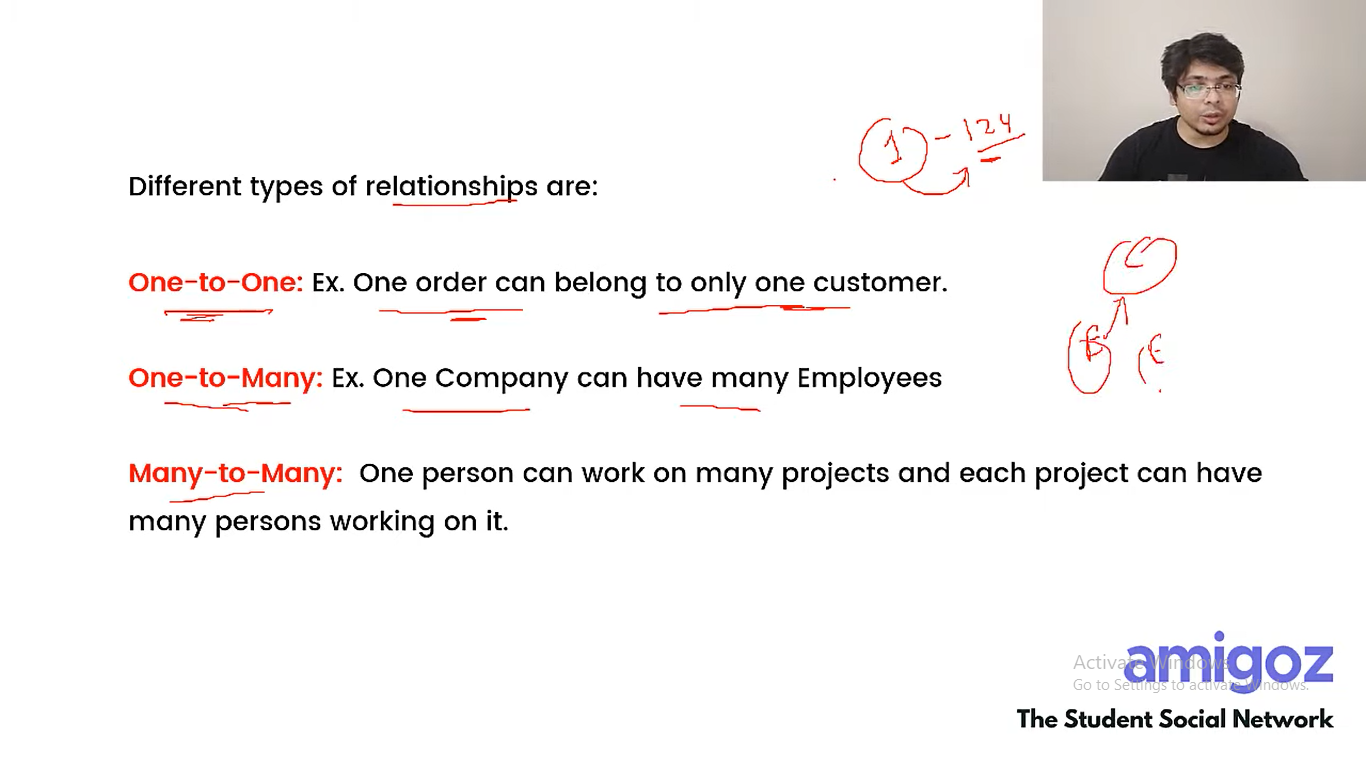 1 - 124
Different types of relationships are:
C
One-to-One: Ex. One order can belong to only one customer.
E E
One-to-Many: Ex. One Company can have many Employees
Many-to-Many: One person can work on many projects and each project can have
many persons working on it.
amigoz
Activate Windows
Go to Settings to activate Windows.
The Student Social Network